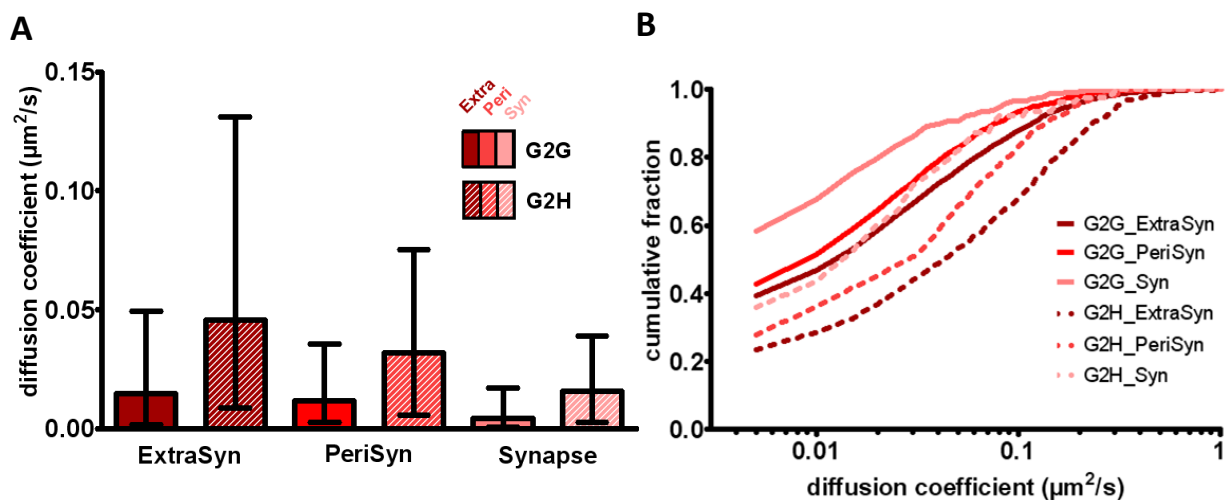 A
diffusion coefficient (µm²/s)
0.15
0.10
0.05
0.00
Extra
Peri
Syn
G2G
G2H
ExtraSyn
PeriSyn
Synapse
B
cumulative fraction
1.0
0.8
0.6
0.4
0.2
0.0
G2G_ExtraSyn
G2G_PeriSyn
G2G_Syn
G2H_ExtraSyn
G2H_PeriSyn
G2H_Syn
0.01
0.1
1
diffusion coefficient (µm²/s)